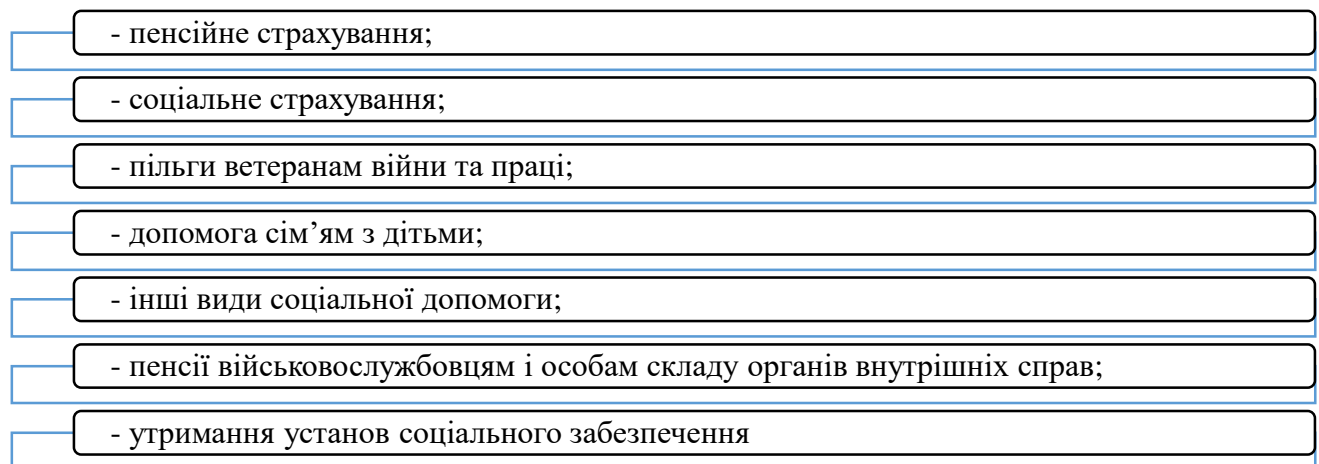 - пенсійне страхування;
- соціальне страхування;
- пільги ветеранам війни та праці;
- допомога сім’ям з дітьми;
- інші види соціальної допомоги;
- пенсії військовослужбовцям і особам складу органів внутрішніх справ;
- утримання установ соціального забезпечення